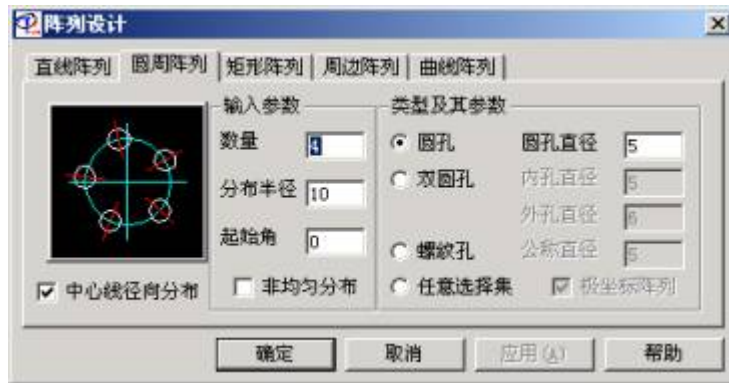 阵列设计
直线阵列 圆周阵列 矩形阵列 周边阵列 曲线阵列
输入参数 类型及其参数
数量 4 圆孔 圆孔直径 5
分布半径 10 双圆孔 内孔直径 5
外孔直径 6
起始角 0 螺纹孔 公称直径 5
中心线径向分布 非均匀分布 任意选择集 极坐标阵列
确定 取消 应用(A) 帮助